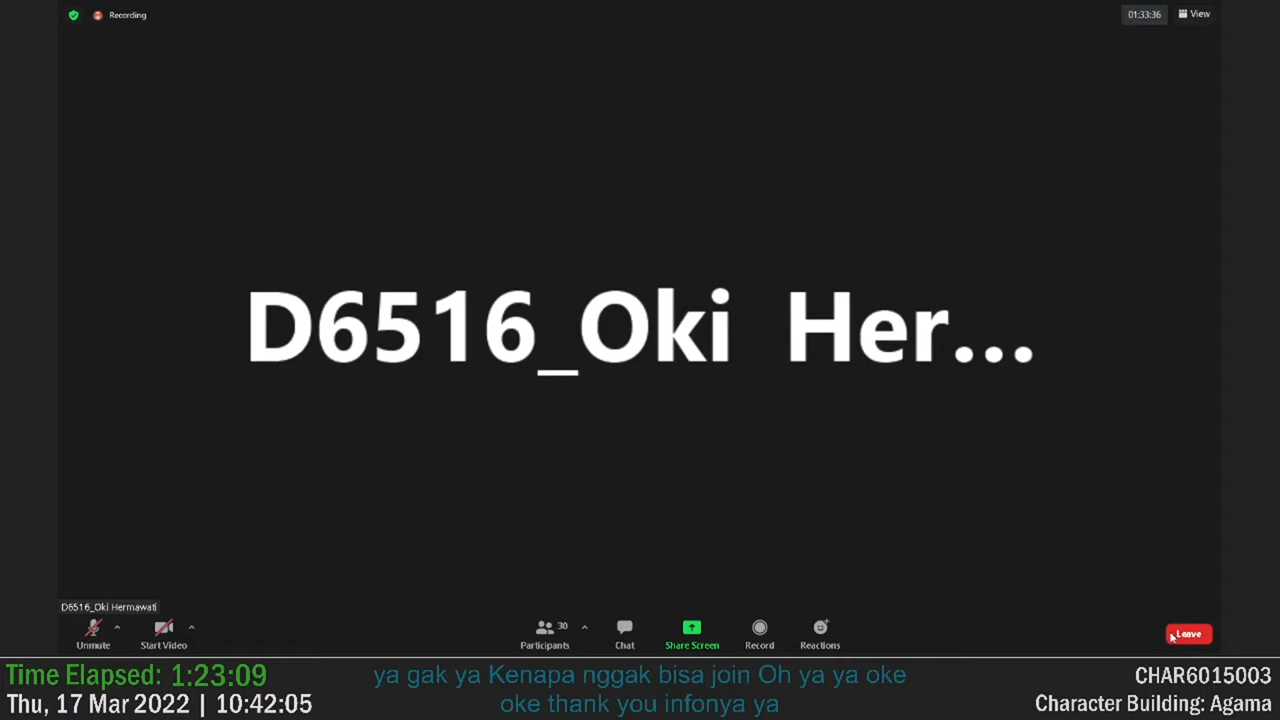 Recording
01:33:36
View
D6516_Oki Her...
D6516_Oki Hermawati
Unmute
Start Video
30
Participants
Chat
Share Screen
Record
Reactions
Leave
Time Elapsed: 1:23:09
Thu, 17 Mar 2022 | 10:42:05
ya gak ya Kenapa nggak bisa join Oh ya ya oke
oke thank you infonya ya
CHAR6015003
Character Building: Agama